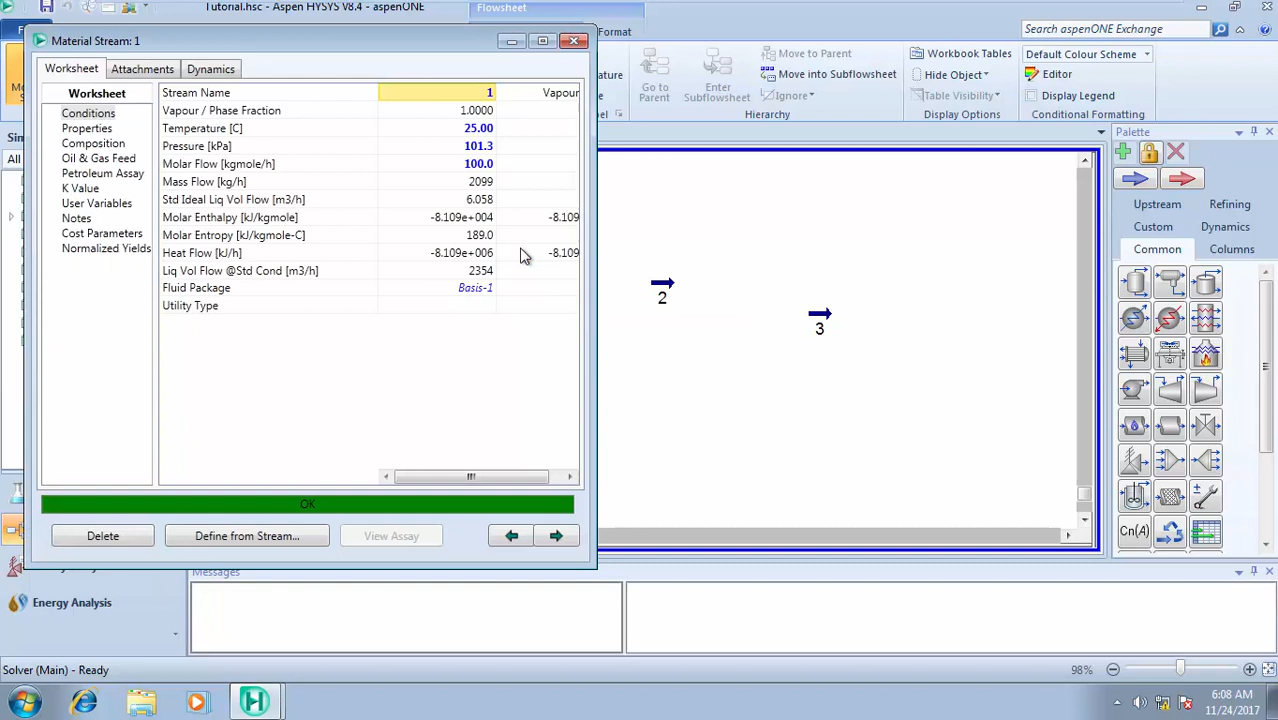 Tutorial.hsc - Aspen HYSYS V8.4 - aspenONE
Flowsheet
Format
Search aspenONE Exchange
Material Stream: 1
Worksheet
Attachments
Dynamics
Worksheet
Conditions
Properties
Composition
Oil & Gas Feed
Petroleum Assay
K Value
User Variables
Notes
Cost Parameters
Normalized Yields
Stream Name 1 Vapour
Vapour / Phase Fraction 1.0000
Temperature [C] 25.00
Pressure [kPa] 101.3
Molar Flow [kgmole/h] 100.0
Mass Flow [kg/h] 2099
Std Ideal Liq Vol Flow [m3/h] 6.058
Molar Enthalpy [kJ/kgmole] -8.109e+004 -8.109
Molar Entropy [kJ/kgmole-C] 189.0
Heat Flow [kJ/h] -8.109e+006 -8.109
Liq Vol Flow @Std Cond [m3/h] 2354
Fluid Package Basis-1
Utility Type
OK
Delete
Define from Stream...
View Assay
Go to Parent
Enter Subflowsheet
Move to Parent
Move into Subflowsheet
Ignore
Hierarchy
Workbook Tables
Hide Object
Table Visibility
Display Options
Default Colour Scheme
Editor
Display Legend
Conditional Formatting
2
3
Palette
Upstream
Refining
Custom
Dynamics
Common
Columns
Cn(A)
All
Energy Analysis
Messages
Solver (Main) - Ready
98%
6:08 AM
11/24/2017